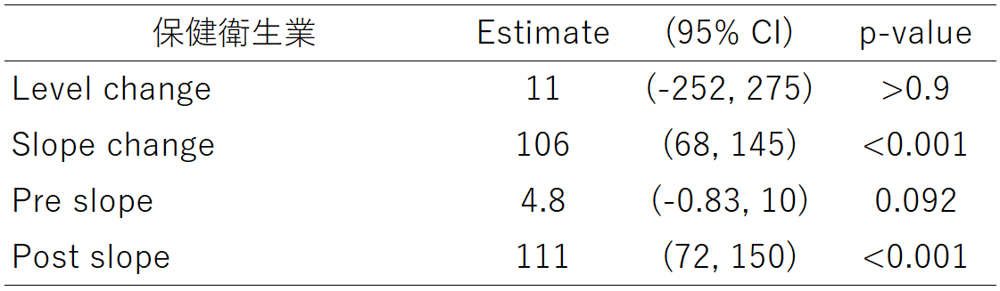 保健衛生業 Estimate (95% CI) p-value
Level change 11 (-252, 275) >0.9
Slope change 106 (68, 145) <0.001
Pre slope 4.8 (-0.83, 10) 0.092
Post slope 111 (72, 150) <0.001